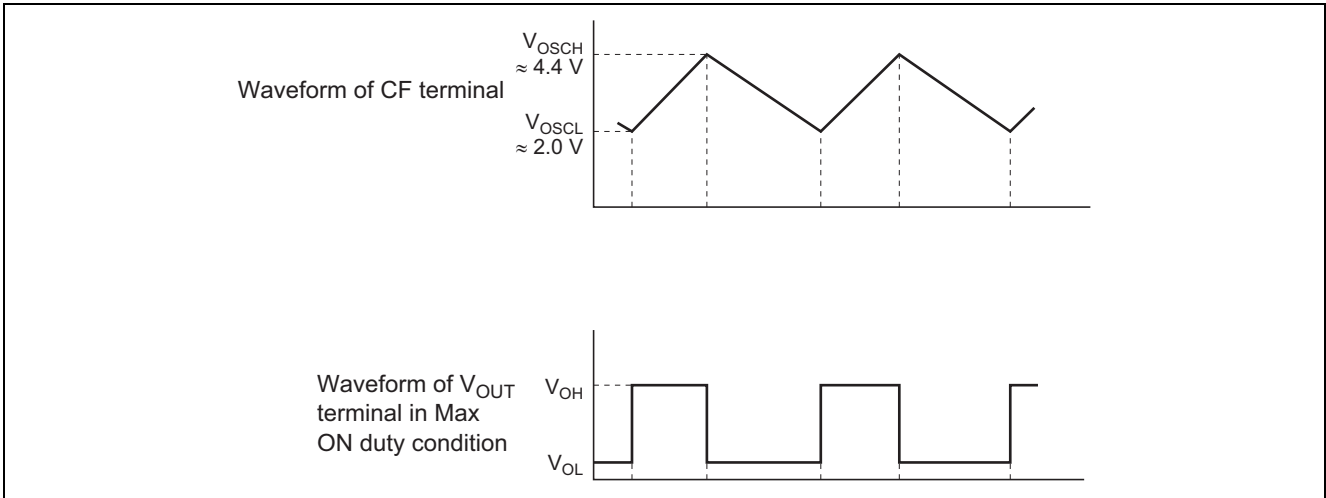 V_OSCH
≈ 4.4 V
Waveform of CF terminal
V_OSCL
≈ 2.0 V
Waveform of V_OUT
terminal in Max
ON duty condition
V_OH
V_OL